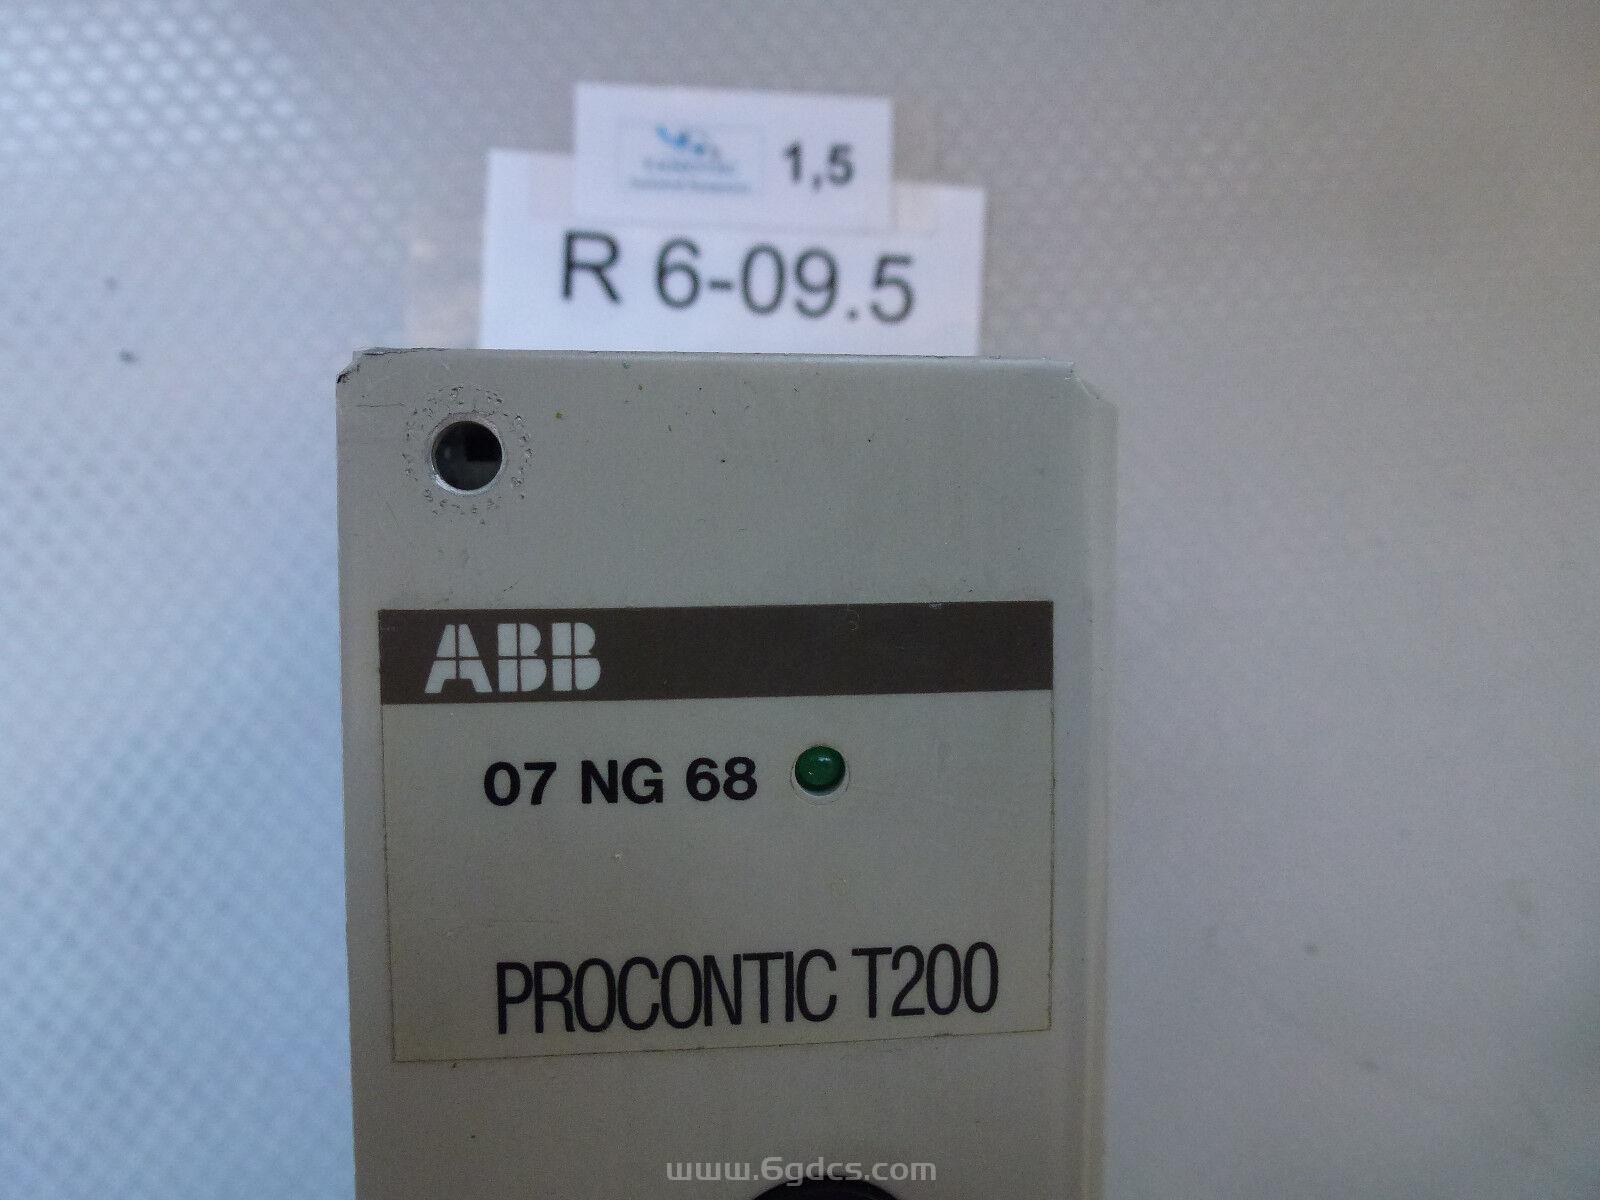 1,5
R 6-09.5
ABB
07 NG 68
PROCONTIC T200
www.6gdcs.com